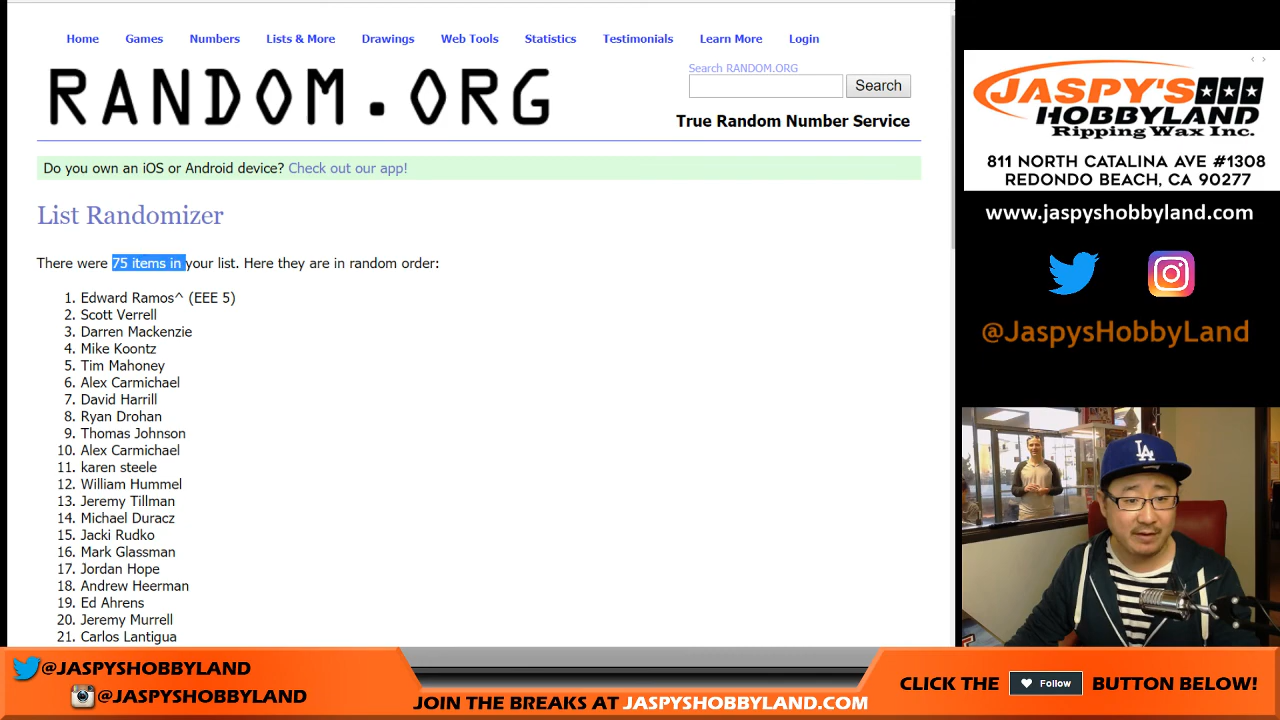 Home Games Numbers Lists & More Drawings Web Tools Statistics Testimonials Learn More Login
RANDOM.ORG
Search RANDOM.ORG
Search
True Random Number Service
Do you own an iOS or Android device? Check out our app!
List Randomizer
There were 75 items in your list. Here they are in random order:
1. Edward Ramos^ (EEE 5)
2. Scott Verrell
3. Darren Mackenzie
4. Mike Koontz
5. Tim Mahoney
6. Alex Carmichael
7. David Harrill
8. Ryan Drohan
9. Thomas Johnson
10. Alex Carmichael
11. karen steele
12. William Hummel
13. Jeremy Tillman
14. Michael Duracz
15. Jacki Rudko
16. Mark Glassman
17. Jordan Hope
18. Andrew Heerman
19. Ed Ahrens
20. Jeremy Murrell
21. Carlos Lantigua
JASPY'S
HOBBYLAND
Ripping Wax Inc.
811 NORTH CATALINA AVE #1308
REDONDO BEACH, CA 90277
www.jaspyshobbyland.com
@JaspysHobbyLand
LA
@JASPYSHOBBYLAND
@JASPYSHOBBYLAND
JOIN THE BREAKS AT JASPYSHOBBYLAND.COM
CLICK THE Follow BUTTON BELOW!